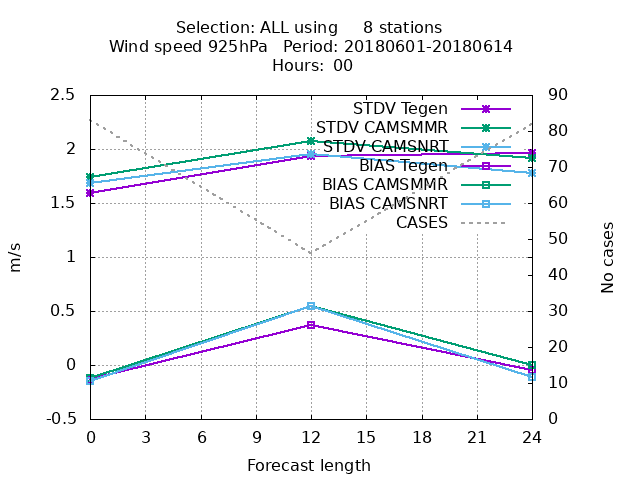 Selection: ALL using 8 stations
Wind speed 925hPa Period: 20180601-20180614
Hours: 00
2.5
2
1.5
1
0.5
0
-0.5
m/s
STDV Tegen
STDV CAMSMMR
STDV CAMSNRT
BIAS Tegen
BIAS CAMSMMR
BIAS CAMSNRT
CASES
90
80
70
60
50
40
30
20
10
0
No cases
0 3 6 9 12 15 18 21 24
Forecast length